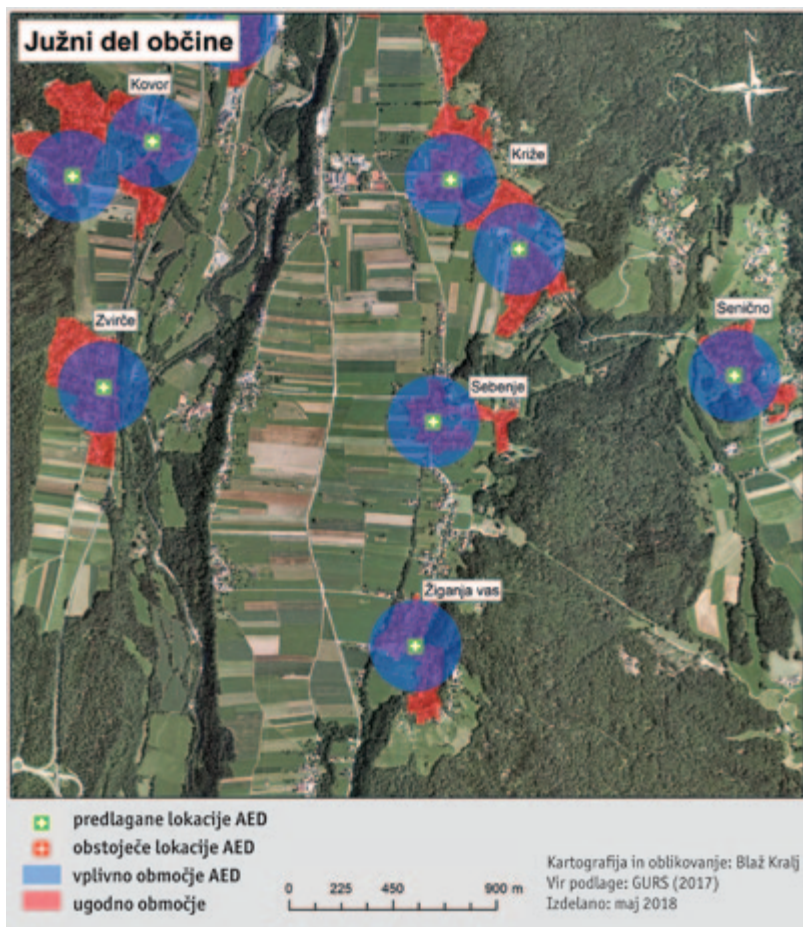 Južni del občine
Kovor
Križe
Zvirče
Senično
Sebenje
Žiganja vas
N
predlagane lokacije AED
obstoječe lokacije AED
vplivno območje AED
ugodno območje
0 225 450 900 m
Kartografija in oblikovanje: Blaž Kralj
Vir podlage: GURS (2017)
Izdelano: maj 2018